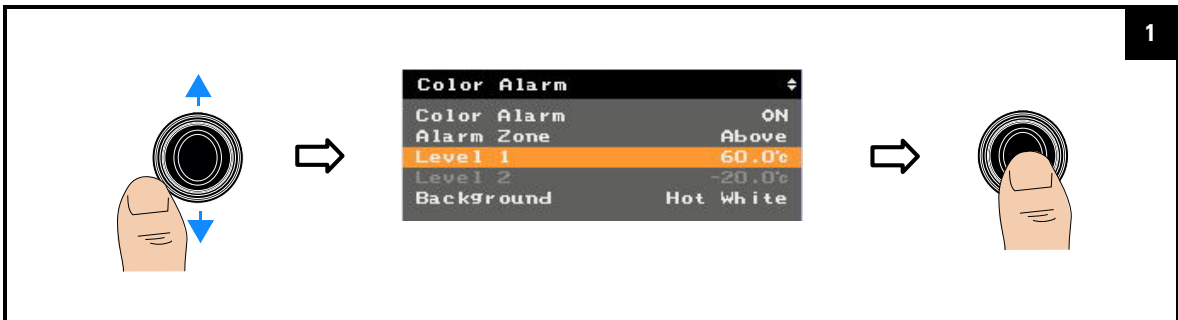 1
Color Alarm
Color Alarm ON
Alarm Zone Above
Level 1 60.0°c
Level 2 -20.0°c
Background Hot White